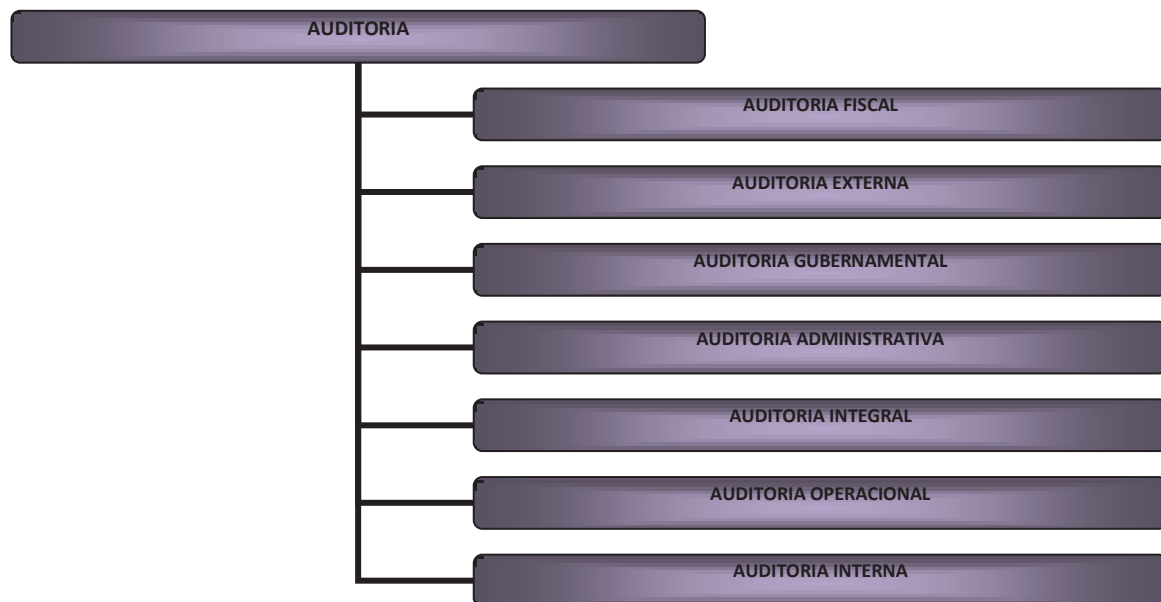 AUDITORIA
AUDITORIA FISCAL
AUDITORIA EXTERNA
AUDITORIA GUBERNAMENTAL
AUDITORIA ADMINISTRATIVA
AUDITORIA INTEGRAL
AUDITORIA OPERACIONAL
AUDITORIA INTERNA